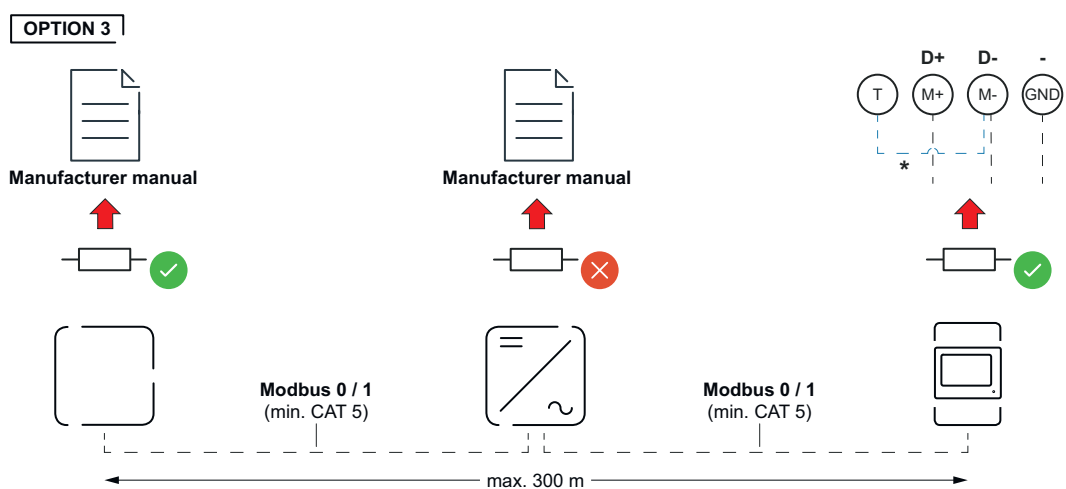 OPTION 3
D+ D- -
T M+ M- GND
*
Manufacturer manual
Manufacturer manual
Modbus 0 / 1
(min. CAT 5)
Modbus 0 / 1
(min. CAT 5)
max. 300 m